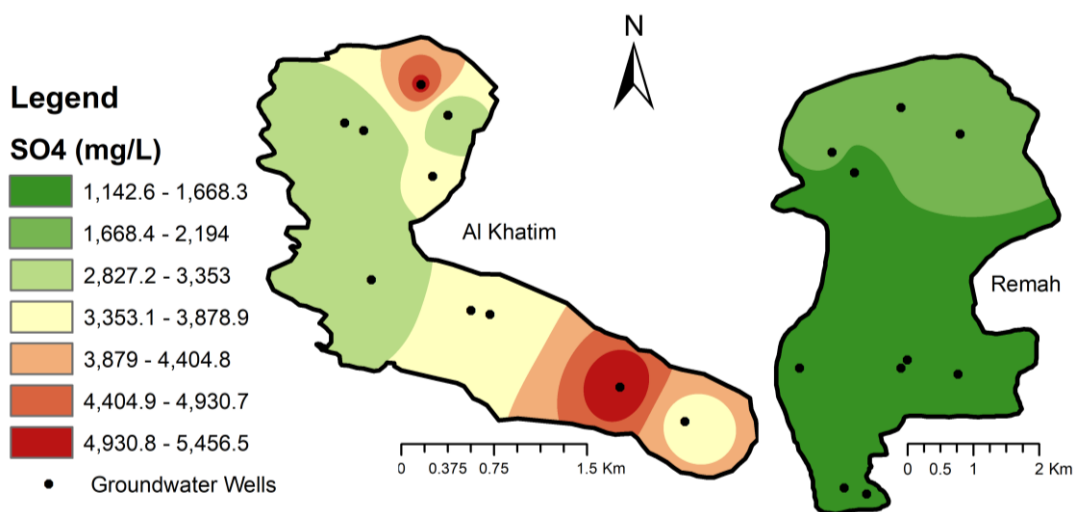 N
Legend
SO4 (mg/L)
1,142.6 - 1,668.3
1,668.4 - 2,194
2,827.2 - 3,353
3,353.1 - 3,878.9
3,879 - 4,404.8
4,404.9 - 4,930.7
4,930.8 - 5,456.5
Groundwater Wells
Al Khatim
0 0.375 0.75 1.5 Km
Remah
0 0.5 1 2 Km